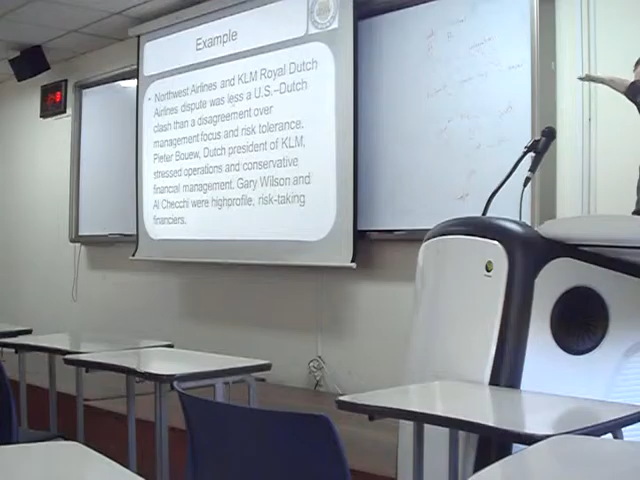 Example
• Northwest Airlines and KLM Royal Dutch
Airlines dispute was less a U.S.–Dutch
clash than a disagreement over
management focus and risk tolerance.
Pieter Bouew, Dutch president of KLM,
stressed operations and conservative
financial management. Gary Wilson and
Al Checchi were highprofile, risk-taking
financiers.